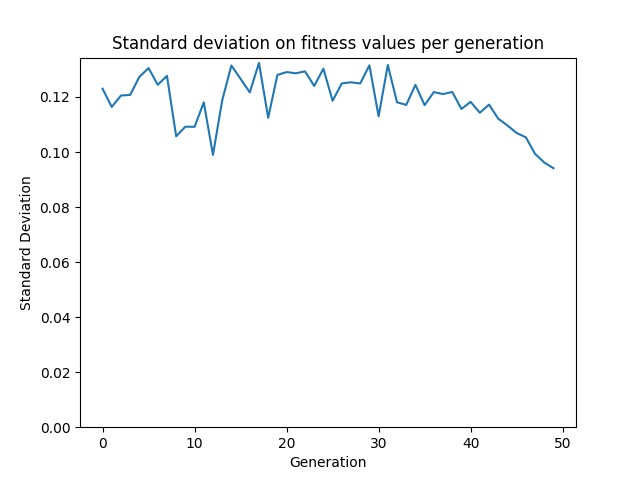 Standard deviation on fitness values per generation
Standard Deviation
0.12
0.10
0.08
0.06
0.04
0.02
0.00
0 10 20 30 40 50
Generation